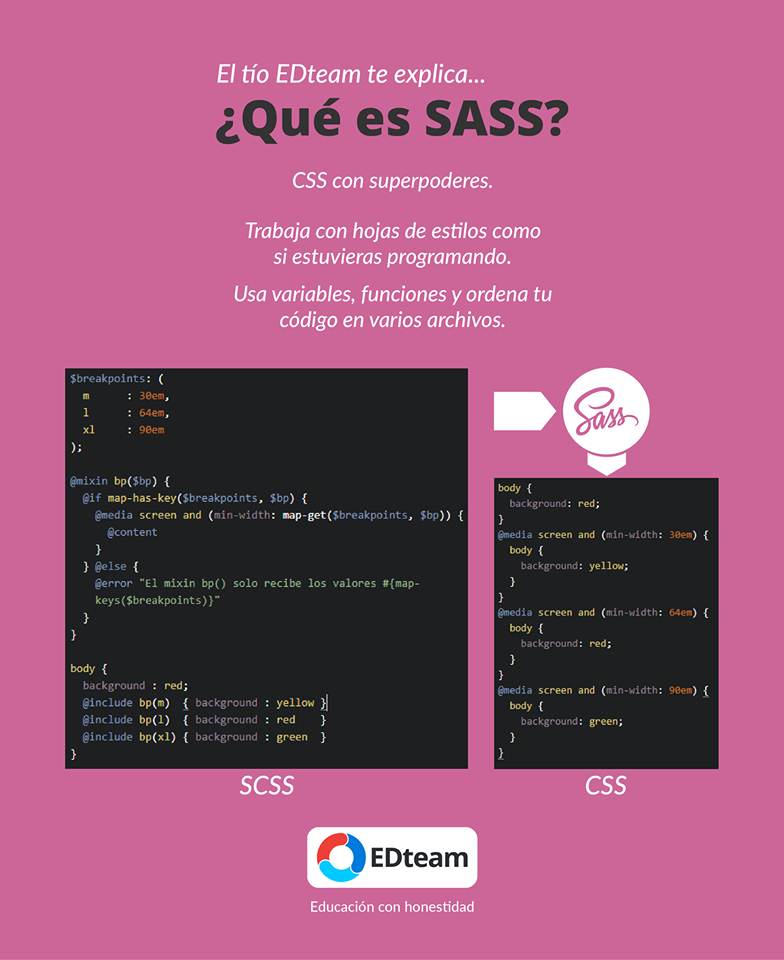 El tío EDteam te explica...
¿Qué es SASS?
CSS con superpoderes.
Trabaja con hojas de estilos como
si estuvieras programando.
Usa variables, funciones y ordena tu
código en varios archivos.
$breakpoints: (
  m      : 30em,
  l      : 64em,
  xl     : 90em
);
@mixin bp($bp) {
  @if map-has-key($breakpoints, $bp) {
    @media screen and (min-width: map-get($breakpoints, $bp)) {
      @content
    }
  } @else {
    @error "El mixin bp() solo recibe los valores #{map-
    keys($breakpoints)}"
  }
}
body {
  background : red;
  @include bp(m)  { background : yellow }
  @include bp(l)  { background : red    }
  @include bp(xl) { background : green  }
}
SCSS
Sass
body {
  background: red;
}
@media screen and (min-width: 30em) {
  body {
    background: yellow;
  }
}
@media screen and (min-width: 64em) {
  body {
    background: red;
  }
}
@media screen and (min-width: 90em) {
  body {
    background: green;
  }
}
CSS
EDteam
Educación con honestidad